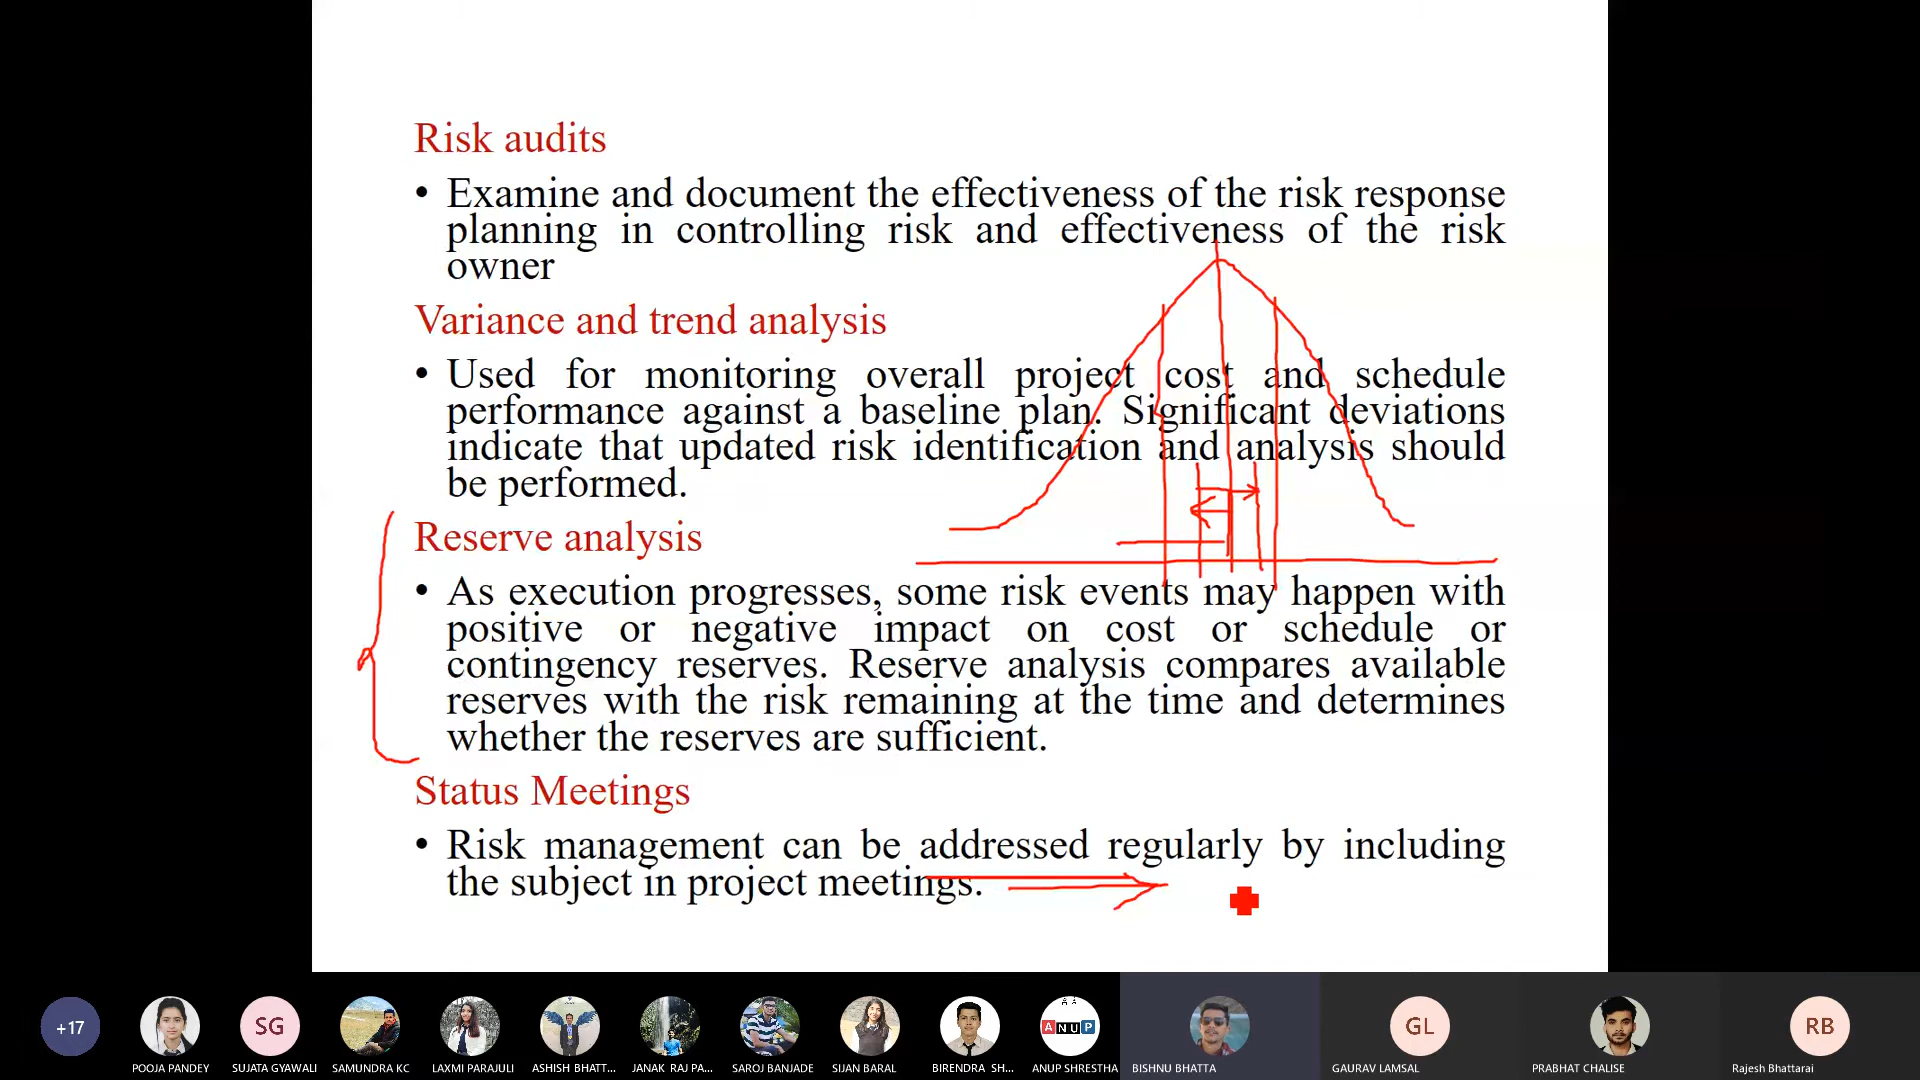 Risk audits
• Examine and document the effectiveness of the risk response
planning in controlling risk and effectiveness of the risk
owner
Variance and trend analysis
• Used for monitoring overall project cost and schedule
performance against a baseline plan. Significant deviations
indicate that updated risk identification and analysis should
be performed.
Reserve analysis
• As execution progresses, some risk events may happen with
positive or negative impact on cost or schedule or
contingency reserves. Reserve analysis compares available
reserves with the risk remaining at the time and determines
whether the reserves are sufficient.
Status Meetings
• Risk management can be addressed regularly by including
the subject in project meetings.
+17 SG ANUP GL RB
POOJA PANDEY SUJATA GYAWALI SAMUNDRA KC LAXMI PARAJULI ASHISH BHATT... JANAK RAJ PA... SAROJ BANJADE SIJAN BARAL BIRENDRA SH... ANUP SHRESTHA BISHNU BHATTA GAURAV LAMSAL PRABHAT CHALISE Rajesh Bhattarai